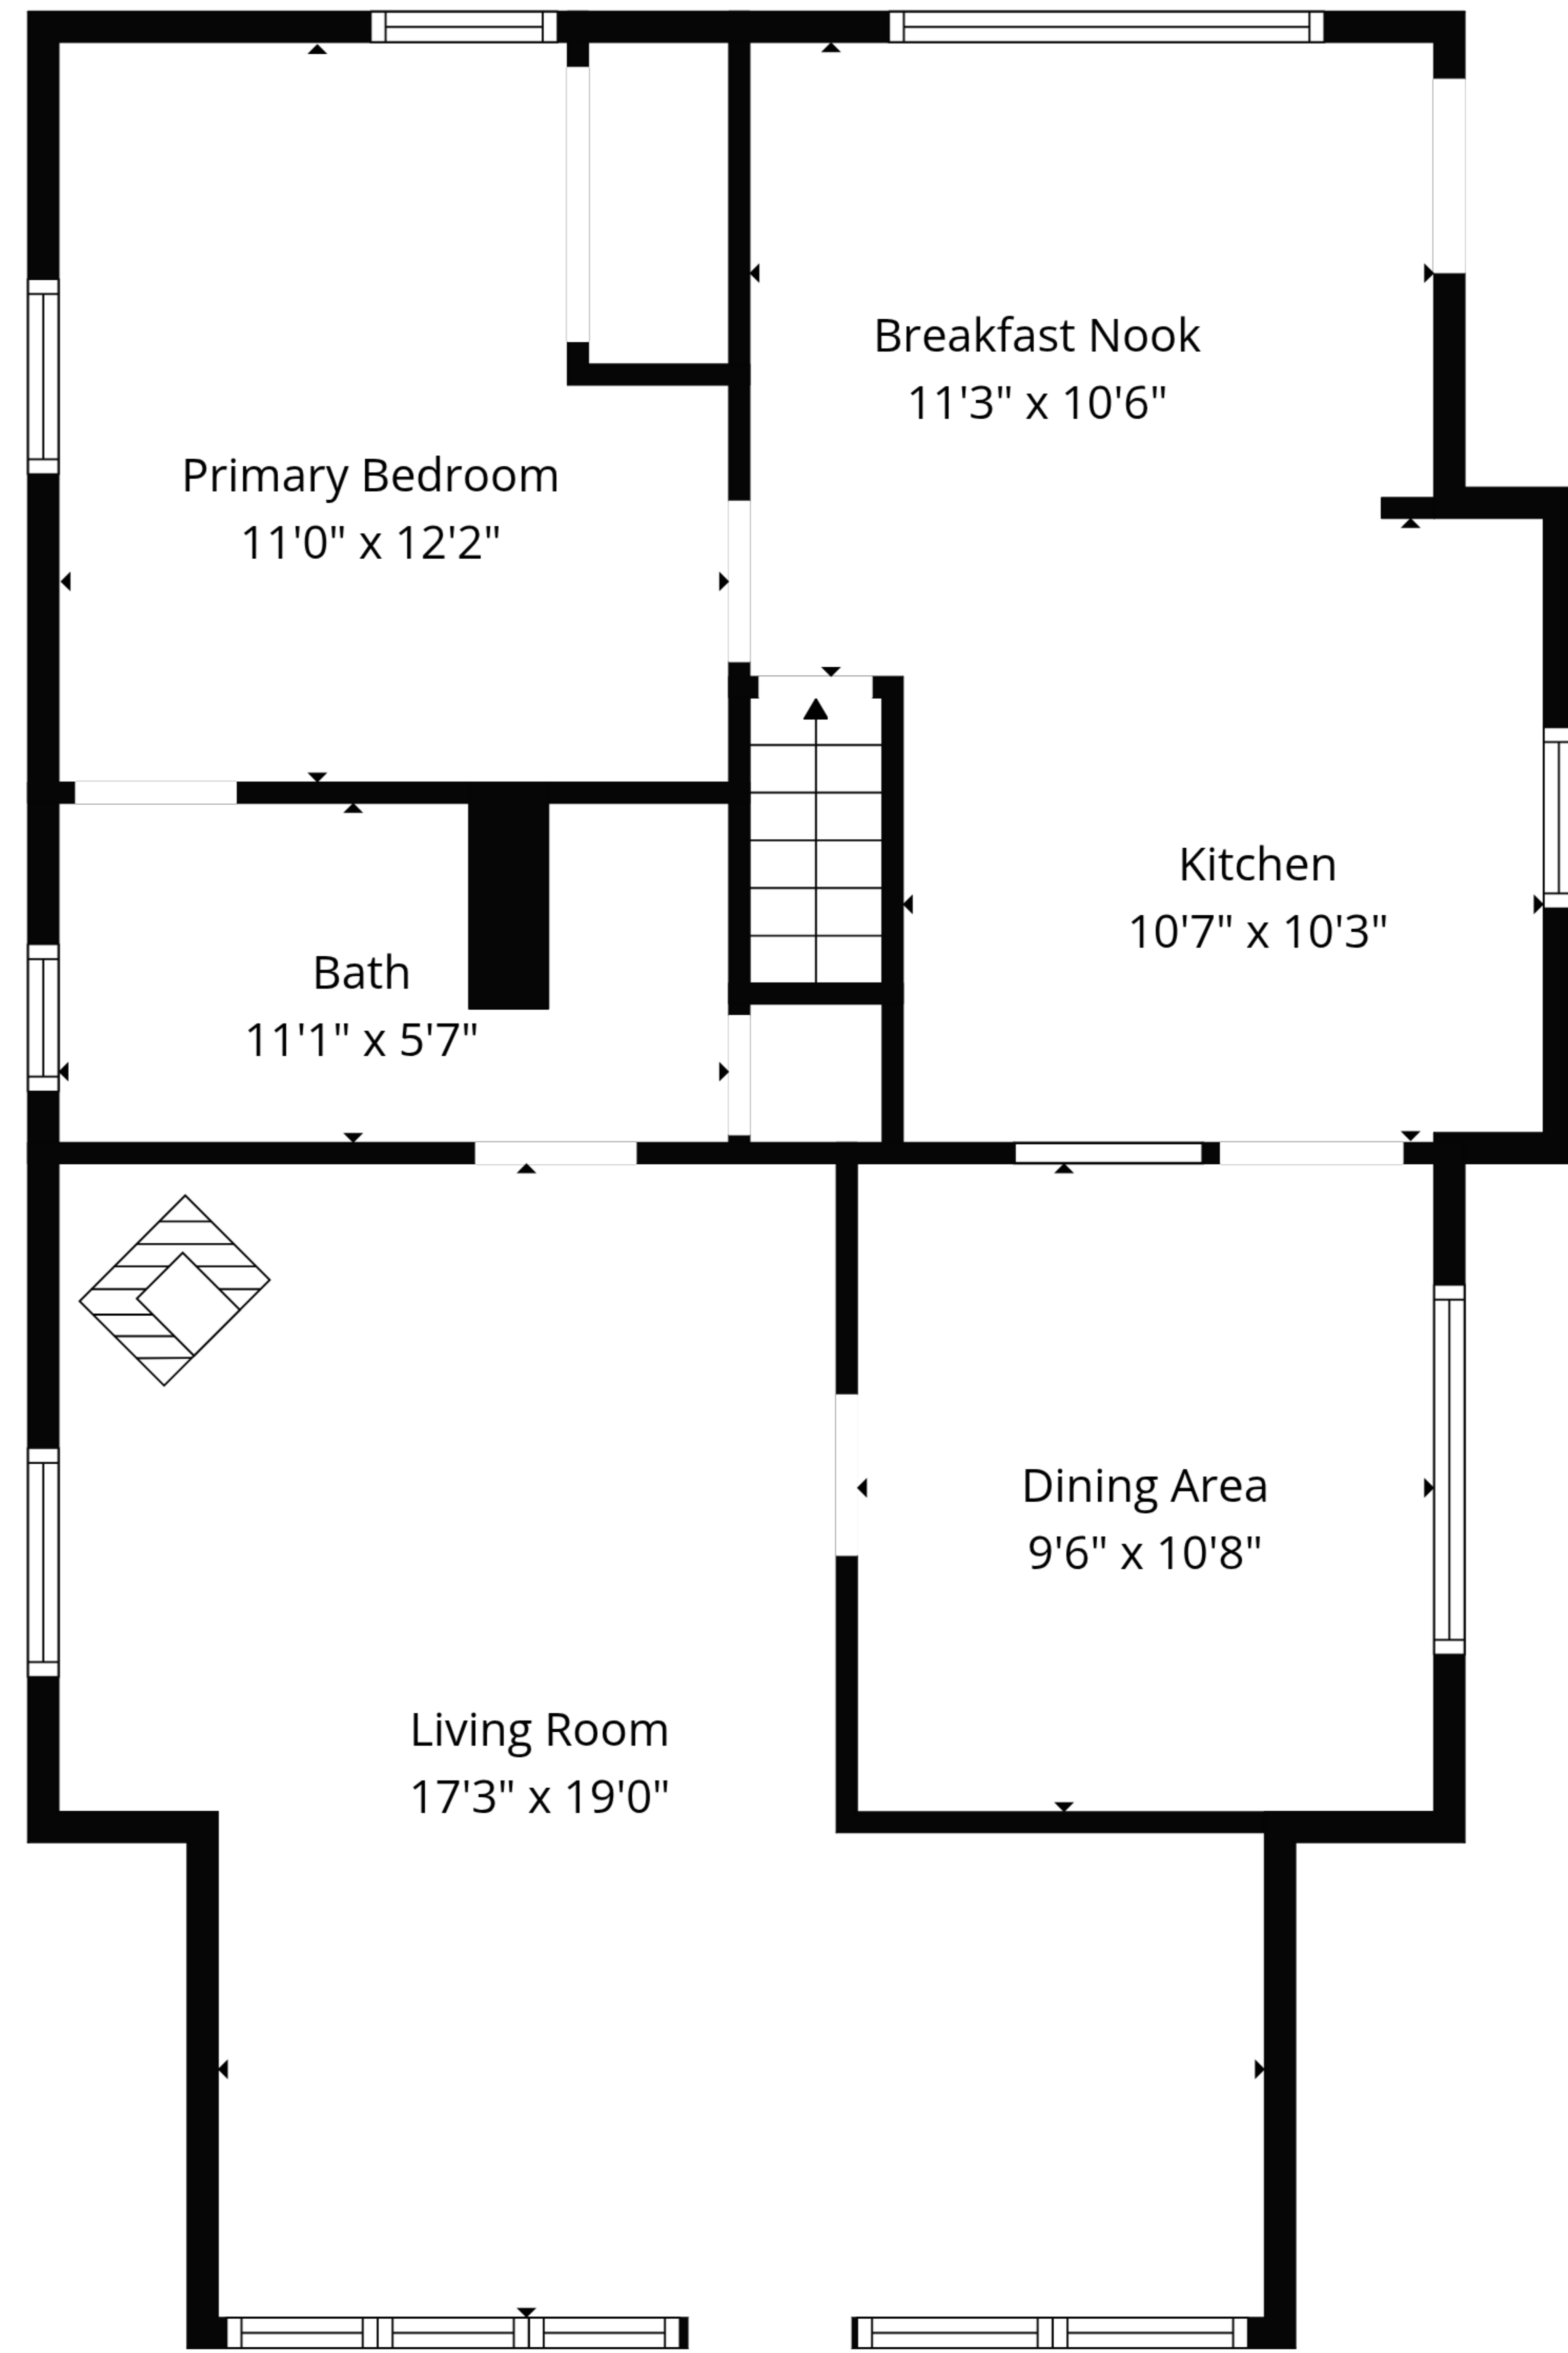 Breakfast Nook
11'3" x 10'6"
Primary Bedroom
11'0" x 12'2"
Kitchen
10'7" x 10'3"
Bath
11'1" x 5'7"
Dining Area
9'6" x 10'8"
Living Room
17'3" x 19'0"